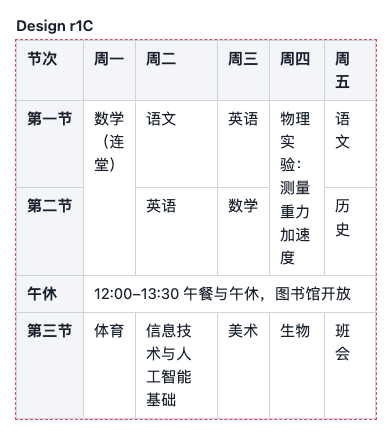 Design r1C
节次 周一 周二 周三 周四 周五
第一节 数学（连堂） 语文 英语 物理实验：测量重力加速度 语文
第二节 英语 数学 历史
午休 12:00–13:30 午餐与午休，图书馆开放
第三节 体育 信息技术与人工智能基础 美术 生物 班会